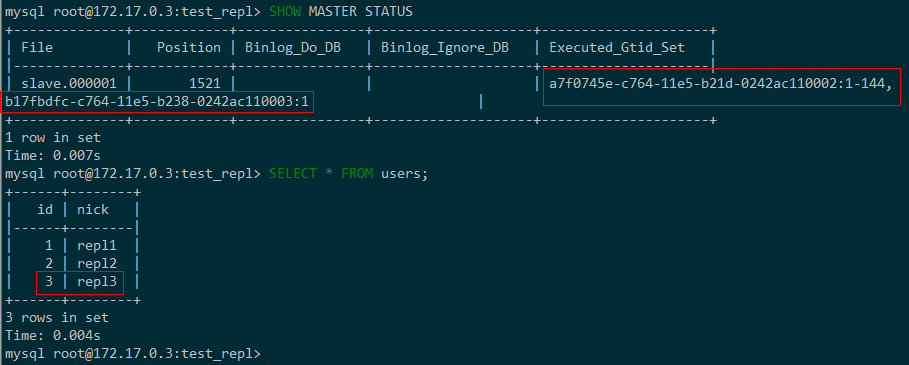 mysql root@172.17.0.3:test_repl> SHOW MASTER STATUS
+--------------+------------+----------------+--------------------+---------------------+
| File         |   Position | Binlog_Do_DB   | Binlog_Ignore_DB   | Executed_Gtid_Set   |
|--------------+------------+----------------+--------------------+---------------------|
| slave.000001 |       1521 |                |                    | a7f0745e-c764-11e5-b21d-0242ac110002:1-144,
b17fbdfc-c764-11e5-b238-0242ac110003:1                     |
+--------------+------------+----------------+--------------------+---------------------+
1 row in set
Time: 0.007s
mysql root@172.17.0.3:test_repl> SELECT * FROM users;
+------+--------+
|   id | nick   |
|------+--------|
|    1 | repl1  |
|    2 | repl2  |
|    3 | repl3  |
+------+--------+
3 rows in set
Time: 0.004s
mysql root@172.17.0.3:test_repl>